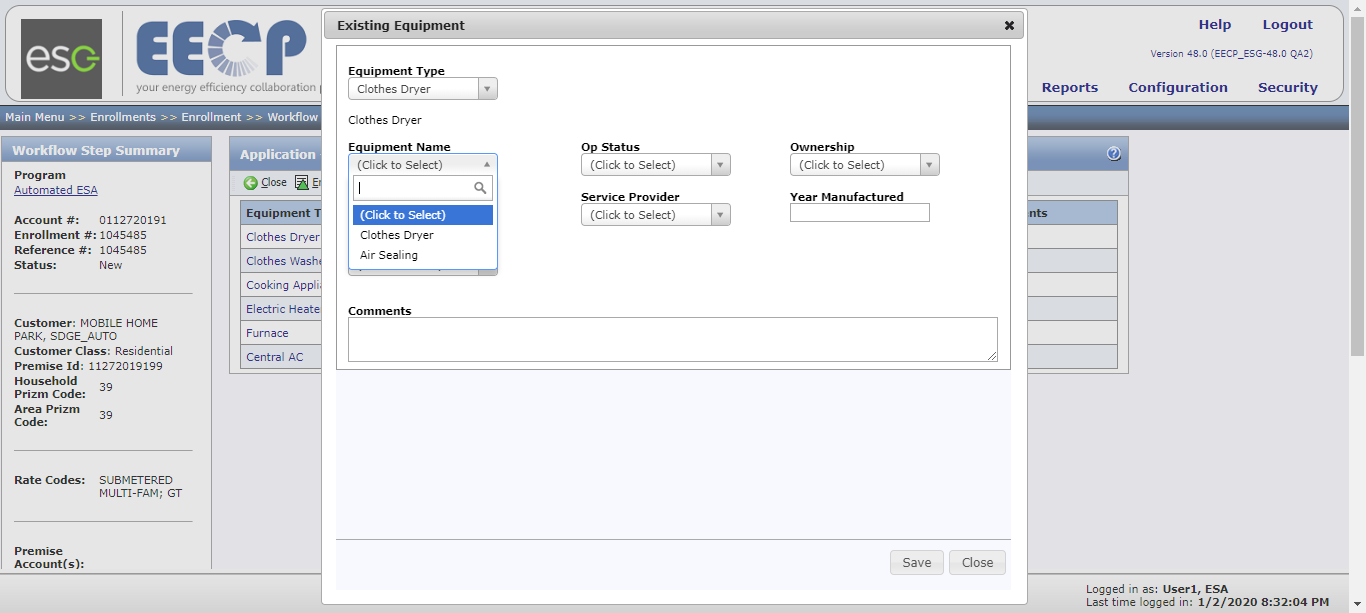 esg
EECP
your energy efficiency collaboration
Help
Logout
Version 48.0 (EECP_ESG-48.0 QA2)
Reports
Configuration
Security
Main Menu >> Enrollments >> Enrollment >> Workflow
Workflow Step Summary
Program
Automated ESA
Account #: 0112720191
Enrollment #: 1045485
Reference #: 1045485
Status: New
Customer: MOBILE HOME
PARK, SDGE_AUTO
Customer Class: Residential
Premise Id: 11272019199
Household
Prizm Code: 39
Area Prizm
Code: 39
Rate Codes: SUBMETERED
MULTI-FAM; GT
Premise
Account(s):
Application
Close
Equipment T
Clothes Dryer
Clothes Washe
Cooking Applia
Electric Heate
Furnace
Central AC
nts
Existing Equipment
Equipment Type
Clothes Dryer
Clothes Dryer
Equipment Name
(Click to Select)
(Click to Select)
Clothes Dryer
Air Sealing
Op Status
(Click to Select)
Ownership
(Click to Select)
Service Provider
(Click to Select)
Year Manufactured
Comments
Save
Close
Logged in as: User1, ESA
Last time logged in: 1/2/2020 8:32:04 PM